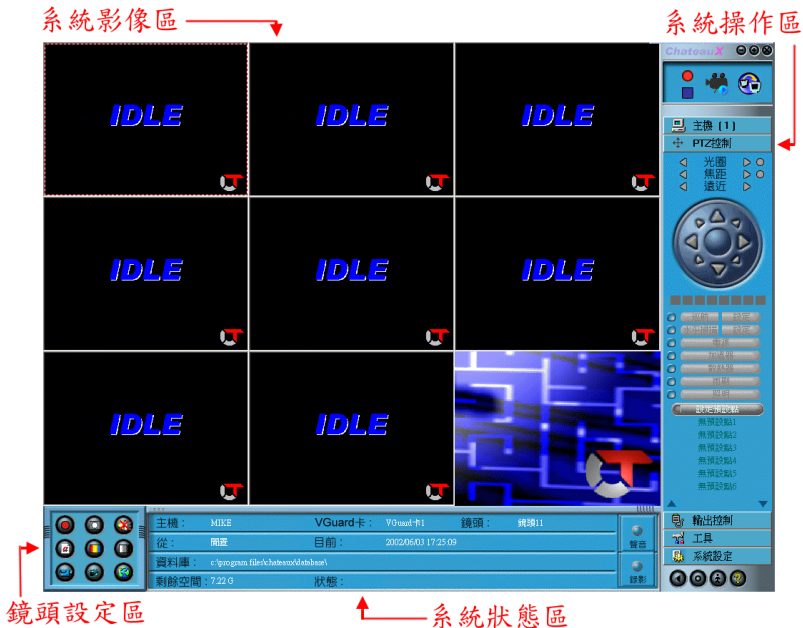 系統影像區
系統操作區
ChateauX
IDLE
IDLE
IDLE
IDLE
IDLE
IDLE
IDLE
IDLE
主機 (1)
PTZ控制
光圈
焦距
遠近
設定預設點
無預設點1
無預設點2
無預設點3
無預設點4
無預設點5
無預設點6
輸出控制
工具
系統設定
主機： MIKE VGuard卡： VGuard卡1 鏡頭： 鏡頭11
從： 閒置 目前： 2002/06/03 17:25:09
資料庫： c:\program files\chateaux\database\
剩餘空間：7.22 G 狀態：
聲音
錄影
鏡頭設定區
系統狀態區